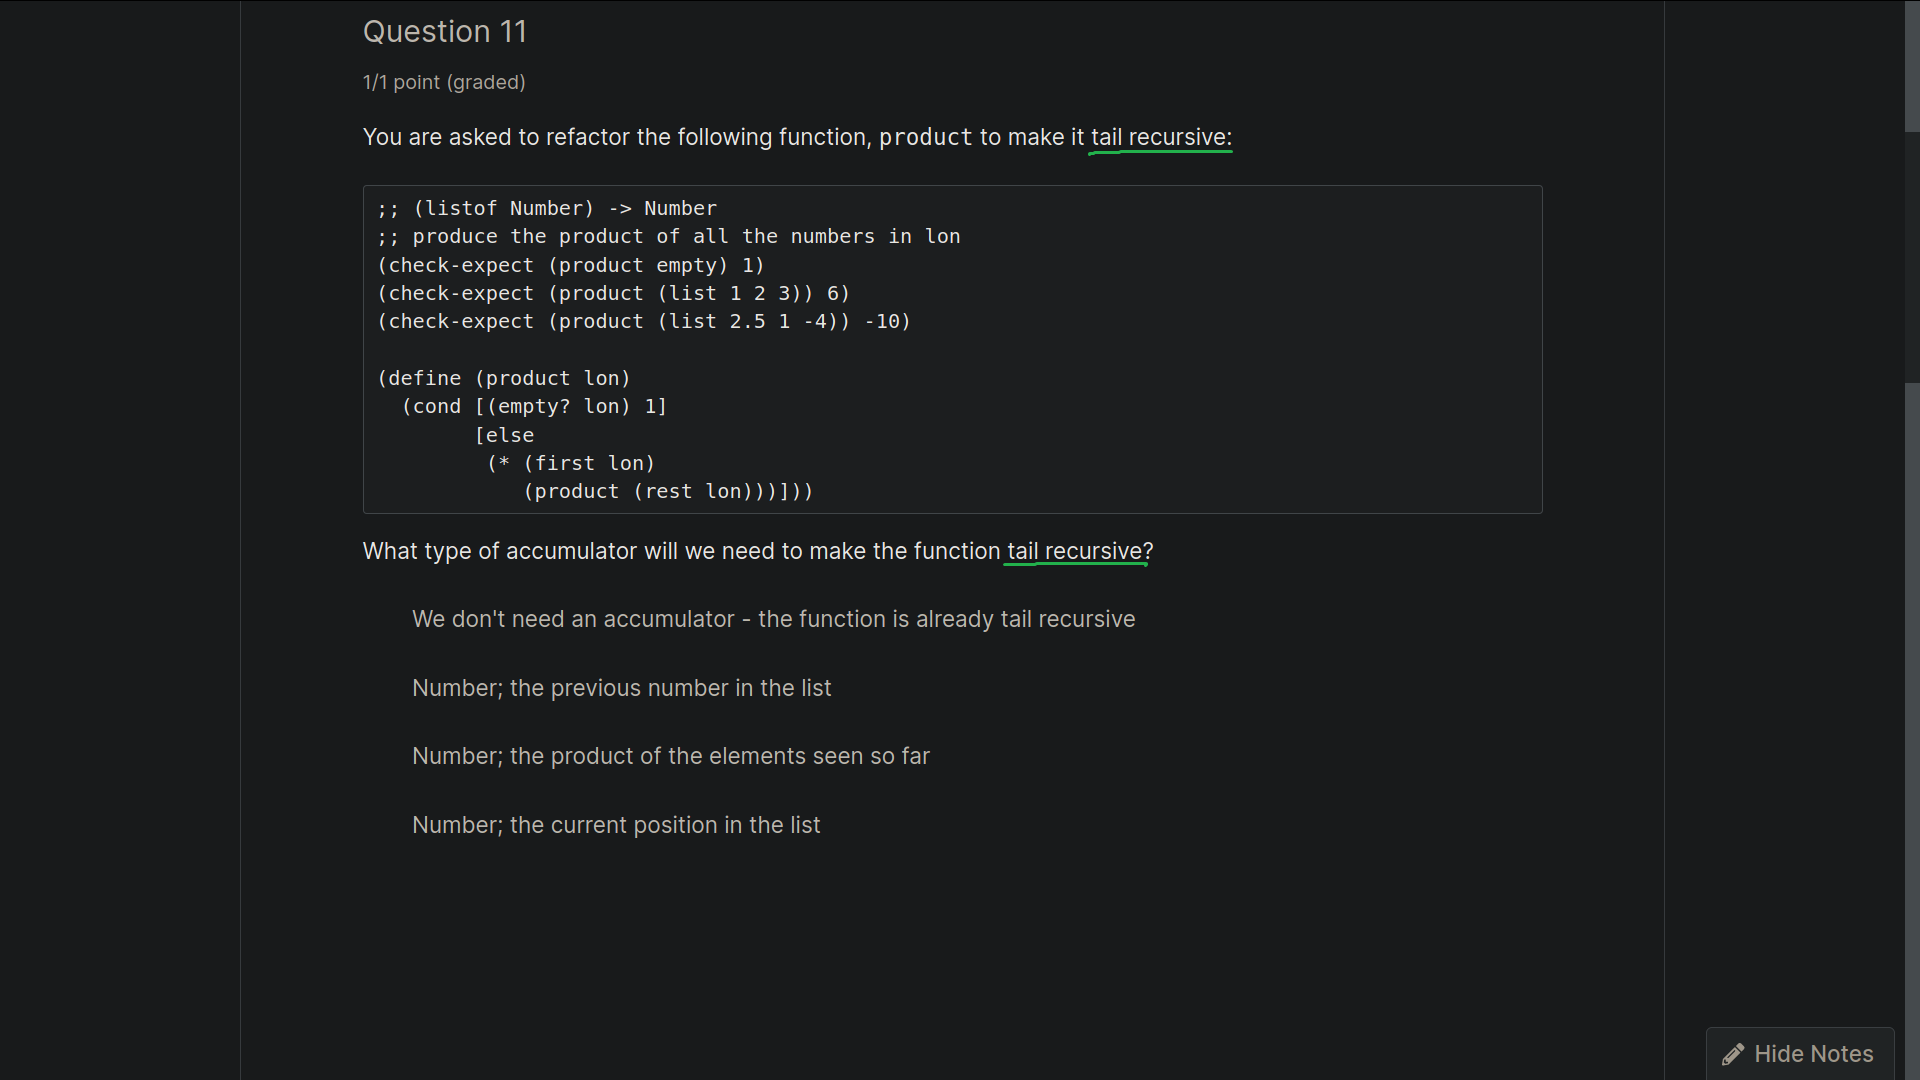 Question 11
1/1 point (graded)
You are asked to refactor the following function, product to make it tail recursive:
;; (listof Number) -> Number
;; produce the product of all the numbers in lon
(check-expect (product empty) 1)
(check-expect (product (list 1 2 3)) 6)
(check-expect (product (list 2.5 1 -4)) -10)
(define (product lon)
  (cond [(empty? lon) 1]
        [else
         (* (first lon)
            (product (rest lon)))]))
What type of accumulator will we need to make the function tail recursive?
We don't need an accumulator - the function is already tail recursive
Number; the previous number in the list
Number; the product of the elements seen so far
Number; the current position in the list
Hide Notes